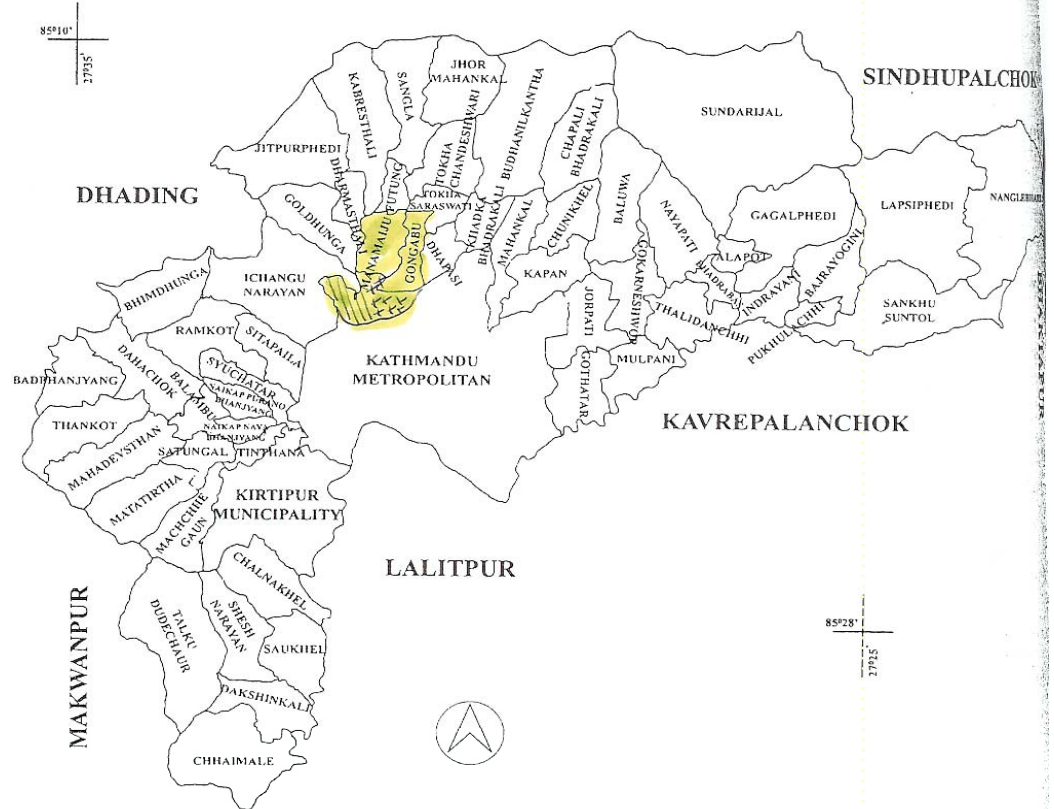 85°10'
27°35'
JHOR
MAHANKAL
SINDHUPALCHOK
KABRESTHALI
SANGLA
TOKHA
CHANDESHWARI
BUDHANILKANTHA
CHAPALI
BHADRAKALI
SUNDARIJAL
JITPURPHEDI
DHADING
DHARMASTHALI
FUTUNG
TOKHA
SARASWATI
GOLDHUNGA
MANAMAIJU
GONGABU
DHAPASI
KHADKA
BHADRAKALI
MAHANKAL
CHUNIKHEL
BALUWA
NAYAPATI
GAGALPHEDI
LAPSIPHEDI
BHIMDHUNGA
ICHANGU
NARAYAN
KAPAN
GOKARNESHWOR
BHADRABAS
ALAPOT
INDRAYANI
BAJRAYOGINI
PUKHULACHHI
SANKHU
SUNTOL
RAMKOT
SITAPAILA
JORPATI
THALIDANCHHI
MULPANI
GOTHATAR
KATHMANDU
METROPOLITAN
BADBHANJYANG
DAHACHOK
BALAMBU
SYUCHATAR
NAIKAP PURANO
BHANJYANG
NAIKAP NAYA
BHANJYANG
THANKOT
MAHADEVSTHAN
SATUNGAL
TINTHANA
KAVREPALANCHOK
MATATIRTHA
MACHCHHE
GAUN
KIRTIPUR
MUNICIPALITY
LALITPUR
CHALNAKHEL
MAKWANPUR
TALKU
DUDECHAUR
SHESH
NARAYAN
SAUKHEL
85°28'
27°25'
DAKSHINKALI
CHHAIMALE